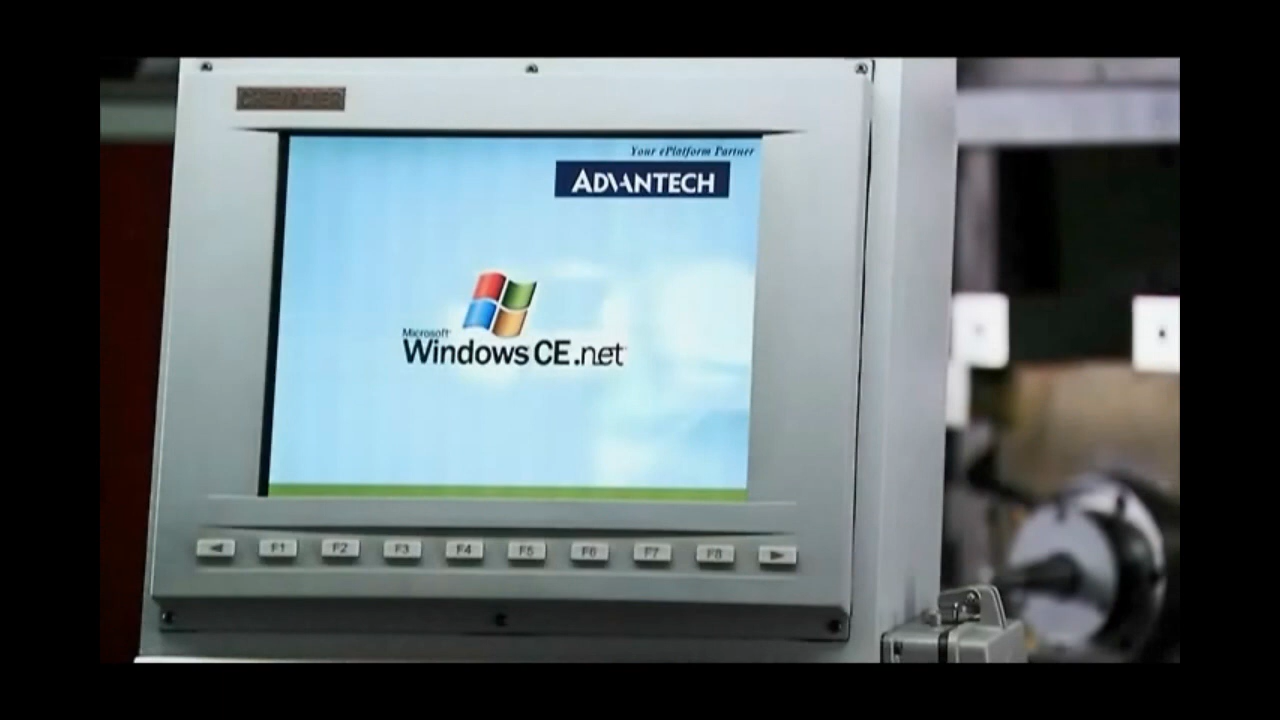 Your ePlatform Partner
ADVANTECH
Microsoft
Windows CE.net
F1 F2 F3 F4 F5 F6 F7 F8